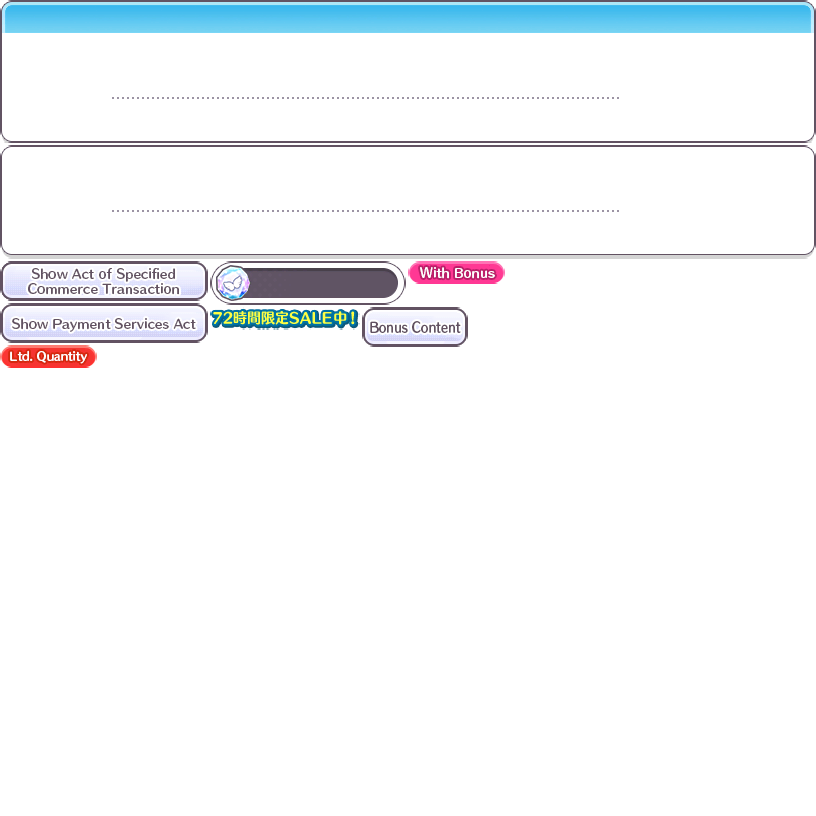 Show Act of Specified
Commerce Transaction
With Bonus
Show Payment Services Act
72時間限定SALE中!
Bonus Content
Ltd. Quantity